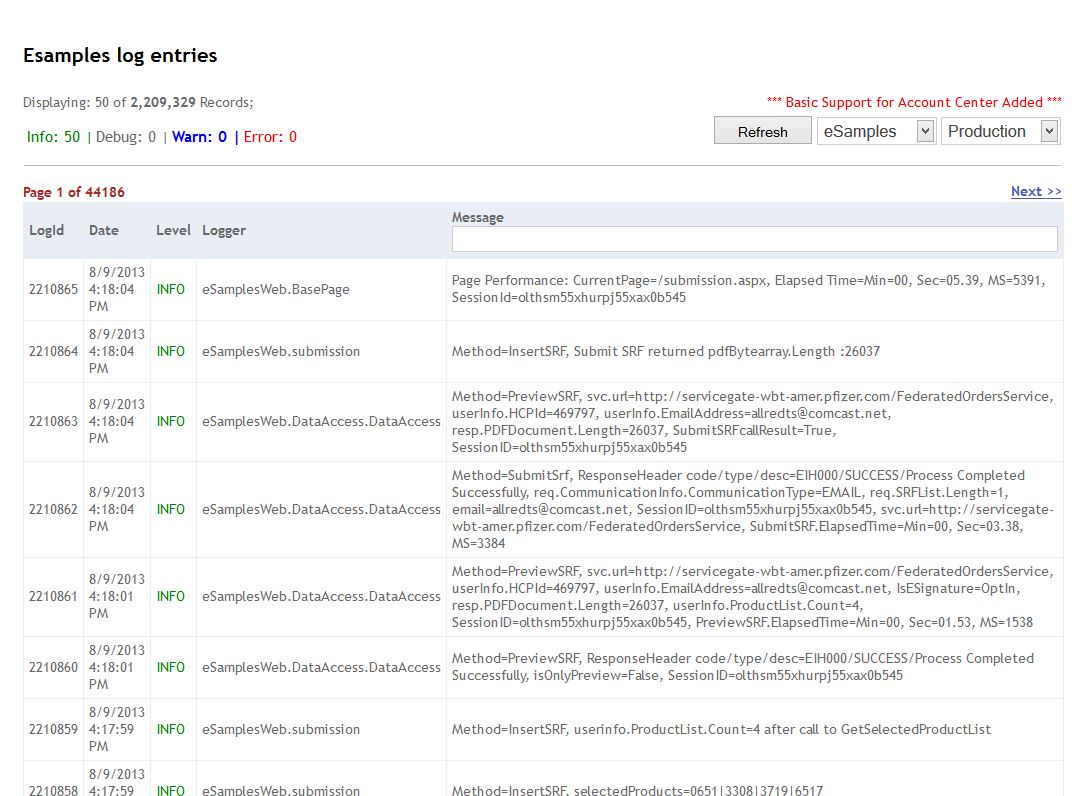 Esamples log entries
Displaying: 50 of 2,209,329 Records;
*** Basic Support for Account Center Added ***
Info: 50 | Debug: 0 | Warn: 0 | Error: 0
Refresh eSamples Production
Page 1 of 44186
Next >>
LogId Date Level Logger Message
2210865 8/9/2013 4:18:04 PM INFO eSamplesWeb.BasePage
Page Performance: CurrentPage=/submission.aspx, Elapsed Time=Min=00, Sec=05.39, MS=5391,
SessionId=olthsm55xhurpj55xax0b545
2210864 8/9/2013 4:18:04 PM INFO eSamplesWeb.submission
Method=InsertSRF, Submit SRF returned pdfBytearray.Length :26037
2210863 8/9/2013 4:18:04 PM INFO eSamplesWeb.DataAccess.DataAccess
Method=PreviewSRF, svc.url=http://servicegate-wbt-amer.pfizer.com/FederatedOrdersService,
userInfo.HCPId=469797, userInfo.EmailAddress=allredts@comcast.net,
resp.PDFDocument.Length=26037, SubmitSRFcallResult=True,
SessionID=olthsm55xhurpj55xax0b545
2210862 8/9/2013 4:18:04 PM INFO eSamplesWeb.DataAccess.DataAccess
Method=SubmitSrf, ResponseHeader code/type/desc=EIH000/SUCCESS/Process Completed
Successfully, req.CommunicationInfo.CommunicationType=EMAIL, req.SRFList.Length=1,
email=allredts@comcast.net, SessionID=olthsm55xhurpj55xax0b545, svc.url=http://servicegate-
wbt-amer.pfizer.com/FederatedOrdersService, SubmitSRF.ElapsedTime=Min=00, Sec=03.38,
MS=3384
2210861 8/9/2013 4:18:01 PM INFO eSamplesWeb.DataAccess.DataAccess
Method=PreviewSRF, svc.url=http://servicegate-wbt-amer.pfizer.com/FederatedOrdersService,
userInfo.HCPId=469797, userInfo.EmailAddress=allredts@comcast.net, IsESignature=OptIn,
resp.PDFDocument.Length=26037, userInfo.ProductList.Count=4,
SessionID=olthsm55xhurpj55xax0b545, PreviewSRF.ElapsedTime=Min=00, Sec=01.53, MS=1538
2210860 8/9/2013 4:18:01 PM INFO eSamplesWeb.DataAccess.DataAccess
Method=PreviewSRF, ResponseHeader code/type/desc=EIH000/SUCCESS/Process Completed
Successfully, isOnlyPreview=False, SessionID=olthsm55xhurpj55xax0b545
2210859 8/9/2013 4:17:59 PM INFO eSamplesWeb.submission
Method=InsertSRF, userinfo.ProductList.Count=4 after call to GetSelectedProductList
2210858 8/9/2013 4:17:59 INFO eSamplesWeb.submission
Method=InsertSRF, selectedProducts=0651|3308|3719|6517